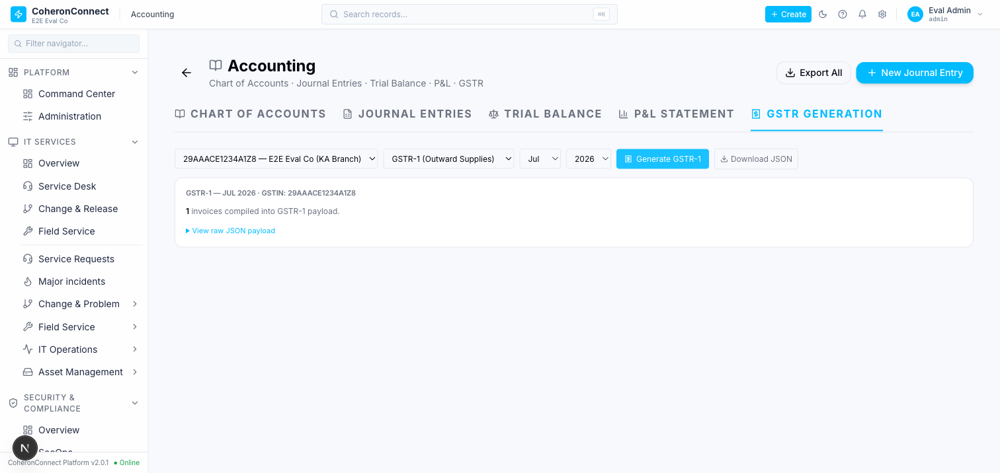 CoheronConnect
E2E Eval Co
Accounting
Search records...
⌘K
Create
EA
Eval Admin
admin
Filter navigator...
PLATFORM
Command Center
Administration
IT SERVICES
Overview
Service Desk
Change & Release
Field Service
Service Requests
Major incidents
Change & Problem
Field Service
IT Operations
Asset Management
SECURITY &
COMPLIANCE
Overview
SecOps
N
CoheronConnect Platform v2.0.1
Online
Accounting
Chart of Accounts · Journal Entries · Trial Balance · P&L · GSTR
Export All
New Journal Entry
CHART OF ACCOUNTS
JOURNAL ENTRIES
TRIAL BALANCE
P&L STATEMENT
GSTR GENERATION
29AAACE1234A1Z8 — E2E Eval Co (KA Branch)
GSTR-1 (Outward Supplies)
Jul
2026
Generate GSTR-1
Download JSON
GSTR-1 — JUL 2026 · GSTIN: 29AAACE1234A1Z8
1 invoices compiled into GSTR-1 payload.
View raw JSON payload